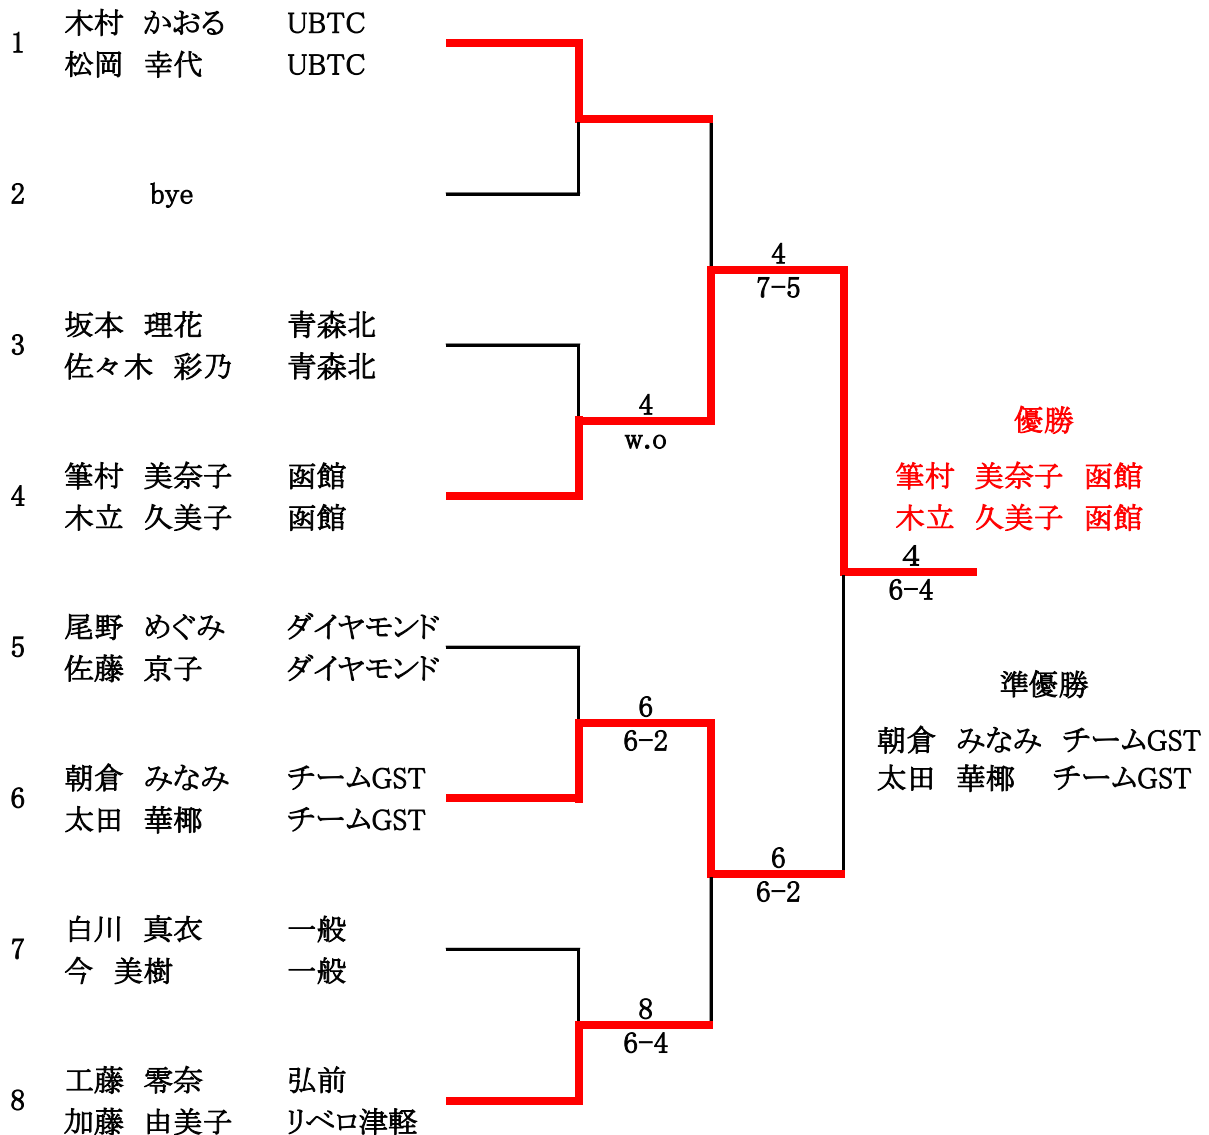 1 木村 かおる UBTC
松岡 幸代 UBTC
2 bye
3 坂本 理花 青森北
佐々木 彩乃 青森北
4 筆村 美奈子 函館
木立 久美子 函館
5 尾野 めぐみ ダイヤモンド
佐藤 京子 ダイヤモンド
6 朝倉 みなみ チームGST
太田 華椰 チームGST
7 白川 真衣 一般
今 美樹 一般
8 工藤 零奈 弘前
加藤 由美子 リベロ津軽
4
w.o
6
6-2
8
6-4
4
7-5
6
6-2
4
6-4
優勝
筆村 美奈子 函館
木立 久美子 函館
準優勝
朝倉 みなみ チームGST
太田 華椰 チームGST